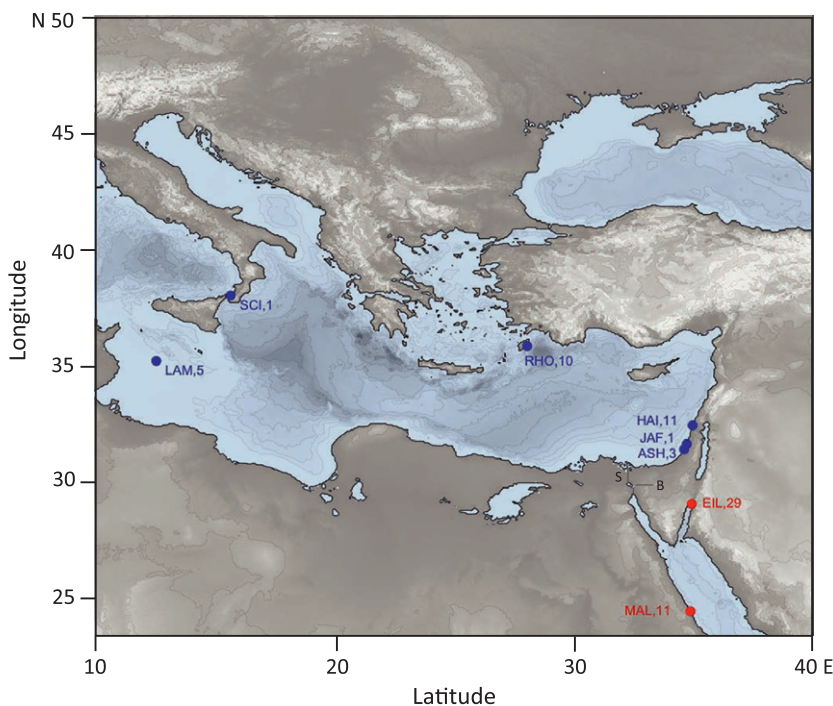 N 50
45
40
35
30
25
Longitude
SCI,1
LAM,5
RHO,10
HAI,11
JAF,1
ASH,3
S
B
EIL,29
MAL,11
10
20
30
40 E
Latitude